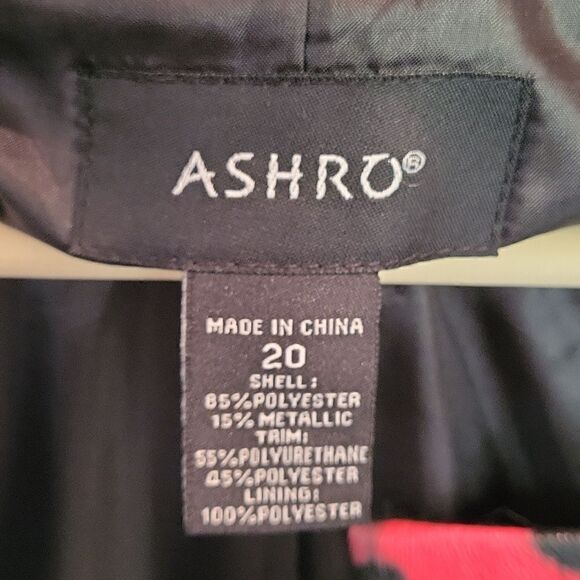 ASHRO®
MADE IN CHINA
20
SHELL:
85%POLYESTER
15% METALLIC
TRIM:
55%POLYURETHANE
45%POLYESTER
LINING:
100%POLYESTER